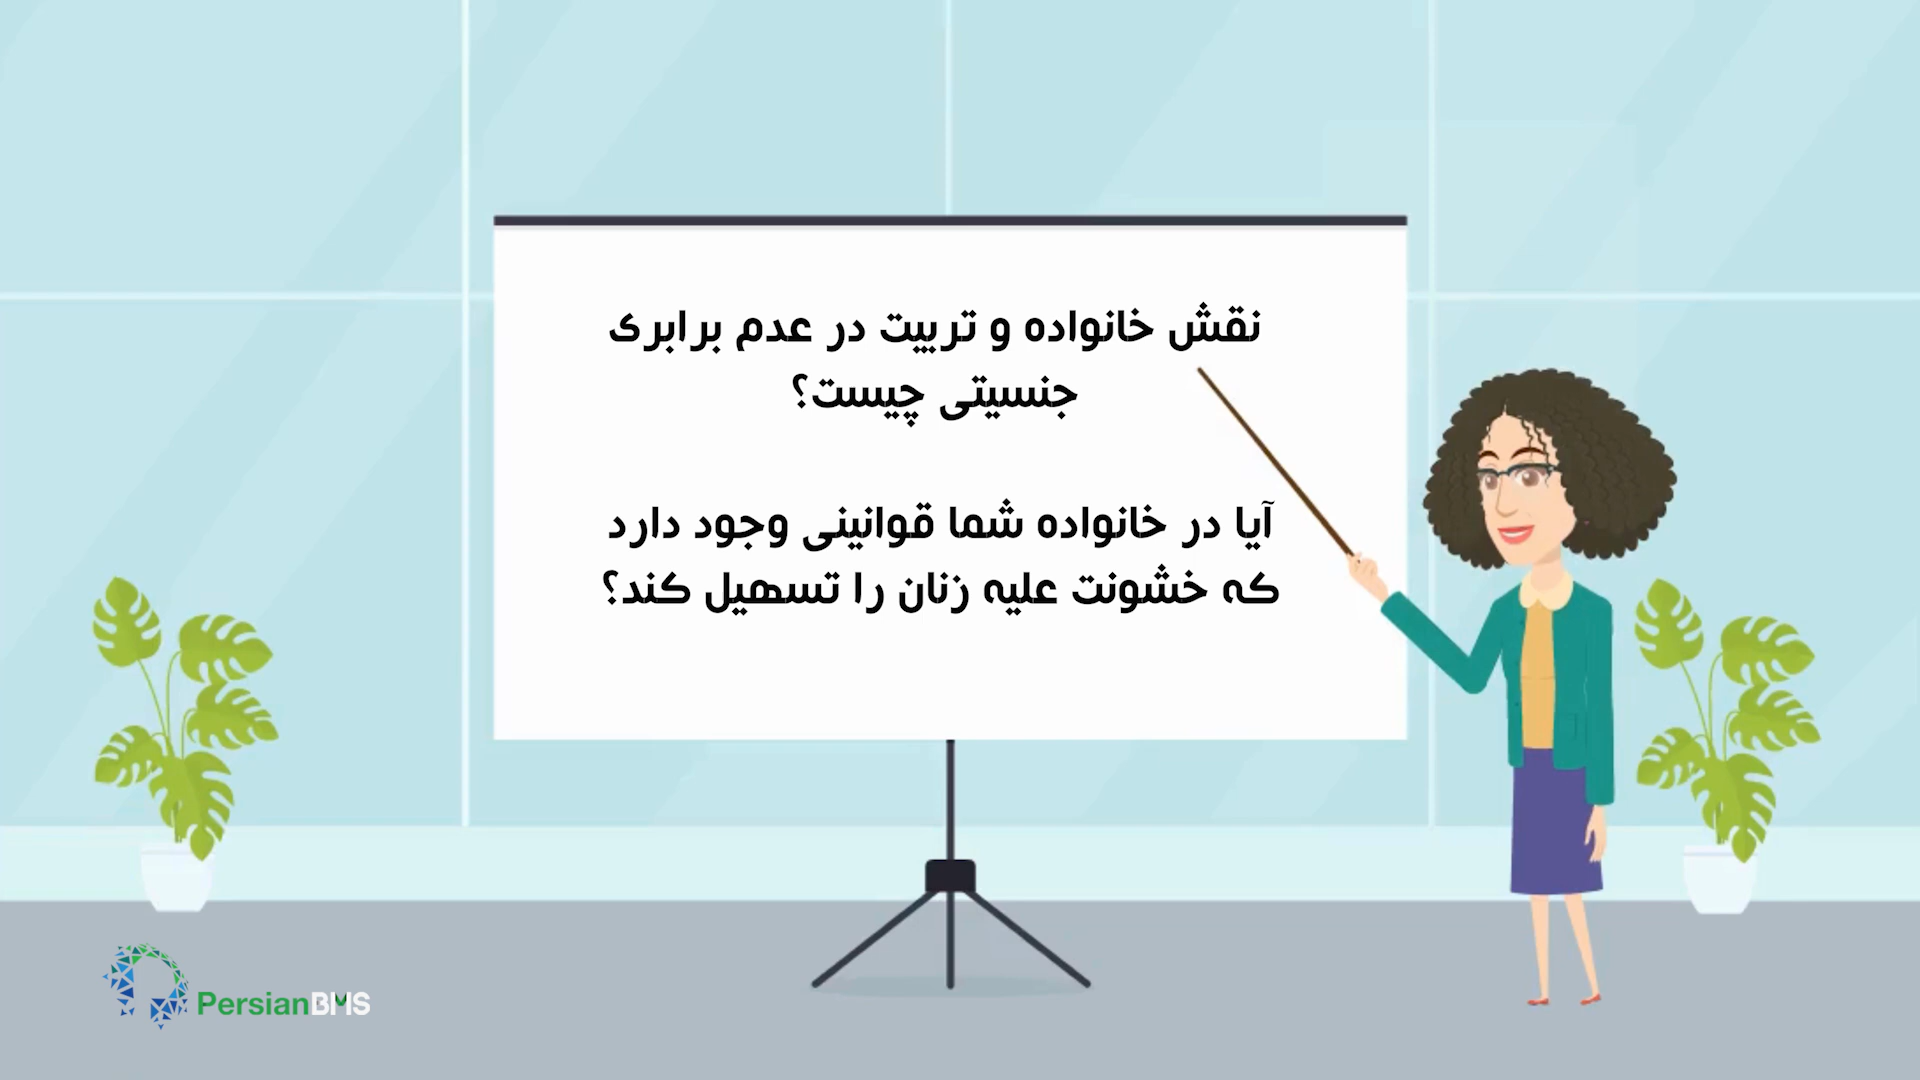 نقش خانواده و تربیت در عدم برابری
جنسیتی چیست؟
آیا در خانواده شما قوانینی وجود دارد
که خشونت علیه زنان را تسهیل کند؟
PersianBMS